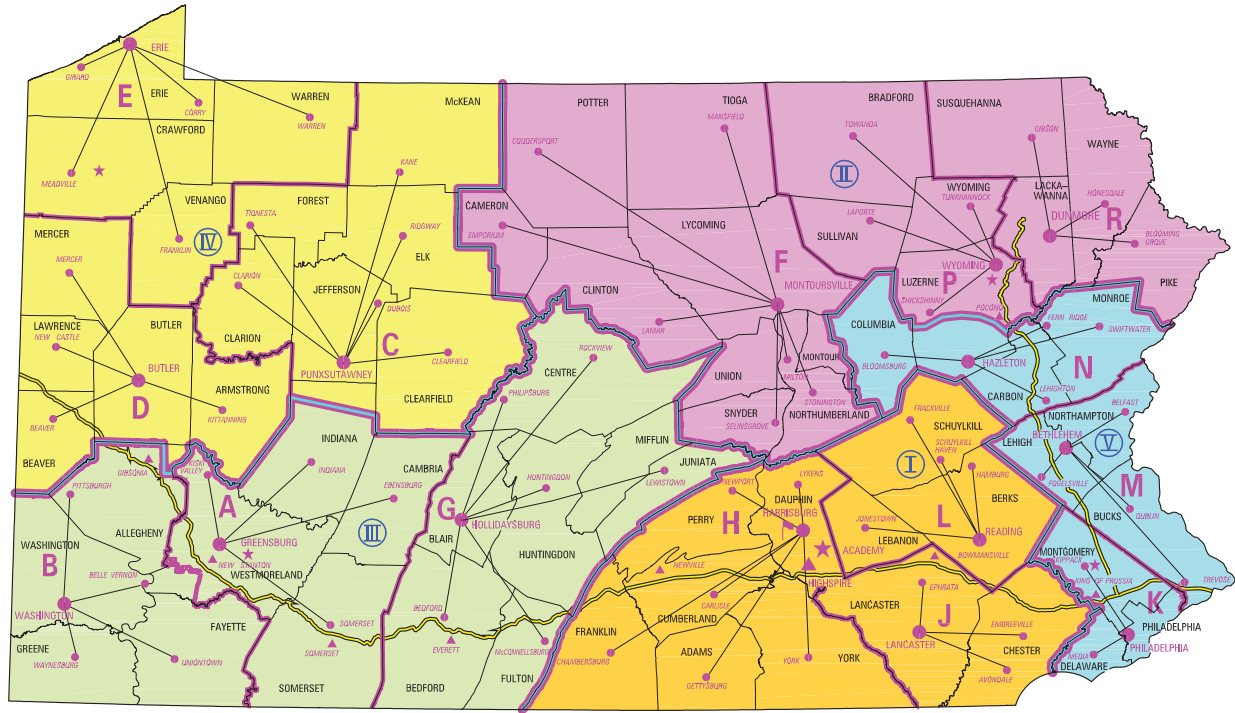 ERIE
GIRARD
E
ERIE
CORRY
WARREN
WARREN
CRAWFORD
MEADVILLE
McKEAN
KANE
POTTER
COUDERSPORT
TIOGA
MANSFIELD
BRADFORD
TOWANDA
II
SUSQUEHANNA
GIBSON
WAYNE
VENANGO
FRANKLIN
IV
FOREST
TIONESTA
RIDGWAY
ELK
CAMERON
EMPORIUM
LYCOMING
SULLIVAN
LAPORTE
WYOMING
TUNKHANNOCK
LACKA-
WANNA
HONESDALE
DUNMORE
R
BLOOMING
GROVE
MERCER
MERCER
CLARION
CLARION
JEFFERSON
DUBOIS
C
CLEARFIELD
CLEARFIELD
PUNXSUTAWNEY
CLINTON
LAMAR
F
MONTOURSVILLE
WYOMING
LUZERNE
P
SHICKSHINNY
POCONO
PIKE
LAWRENCE
NEW CASTLE
BUTLER
BUTLER
D
BEAVER
BEAVER
ARMSTRONG
KITTANNING
CENTRE
ROCKVIEW
PHILIPSBURG
UNION
MONTOUR
MILTON
STONINGTON
SNYDER
SELINSGROVE
NORTHUMBERLAND
COLUMBIA
BLOOMSBURG
HAZLETON
MONROE
FERN RIDGE
SWIFTWATER
N
CARBON
LEHIGHTON
GIBSONIA
KISKI
VALLEY
PITTSBURGH
INDIANA
INDIANA
CAMBRIA
EBENSBURG
A
GREENSBURG
NEW STANTON
WESTMORELAND
III
MIFFLIN
JUNIATA
LEWISTOWN
HUNTINGDON
HUNTINGDON
G
HOLLIDAYSBURG
BLAIR
FRACKVILLE
SCHUYLKILL
SCHUYLKILL
HAVEN
I
HAMBURG
BERKS
L
READING
BOWMANSVILLE
JONESTOWN
LEBANON
NORTHAMPTON
BELFAST
LEHIGH
BETHLEHEM
V
FOGELSVILLE
M
DUBLIN
BUCKS
WASHINGTON
ALLEGHENY
B
BELLE VERNON
WASHINGTON
GREENE
WAYNESBURG
UNIONTOWN
FAYETTE
SOMERSET
SOMERSET
SOMERSET
BEDFORD
EVERETT
BEDFORD
McCONNELLSBURG
FULTON
LYKENS
NEWPORT
DAUPHIN
HARRISBURG
H
PERRY
ACADEMY
HIGHSPIRE
NEWVILLE
CARLISLE
CUMBERLAND
FRANKLIN
CHAMBERSBURG
ADAMS
GETTYSBURG
YORK
YORK
EPHRATA
LANCASTER
J
LANCASTER
EMBREEVILLE
CHESTER
AVONDALE
MONTGOMERY
SKIPPACK
KING OF PRUSSIA
TREVOSE
K
PHILADELPHIA
PHILADELPHIA
MEDIA
DELAWARE